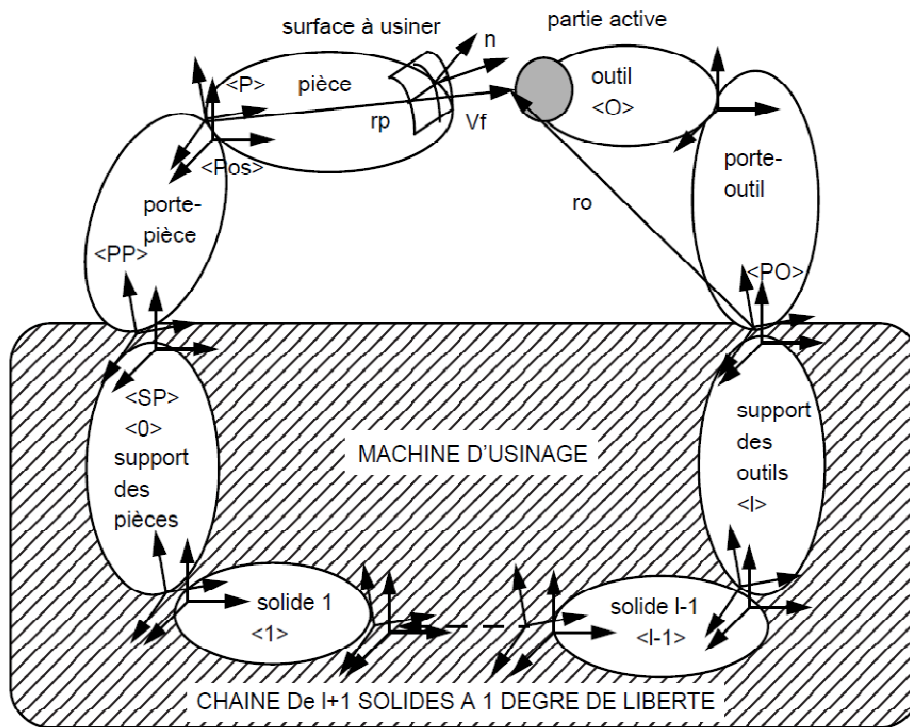 surface à usiner
partie active
n
<P>
pièce
outil
<O>
rp
Vf
<Pos>
porte-
pièce
<PP>
porte-
outil
ro
<PO>
<SP>
<0>
support
des
pièces
MACHINE D'USINAGE
support
des
outils
<I>
solide 1
<1>
solide I-1
<I-1>
CHAINE De I+1 SOLIDES A 1 DEGRE DE LIBERTE